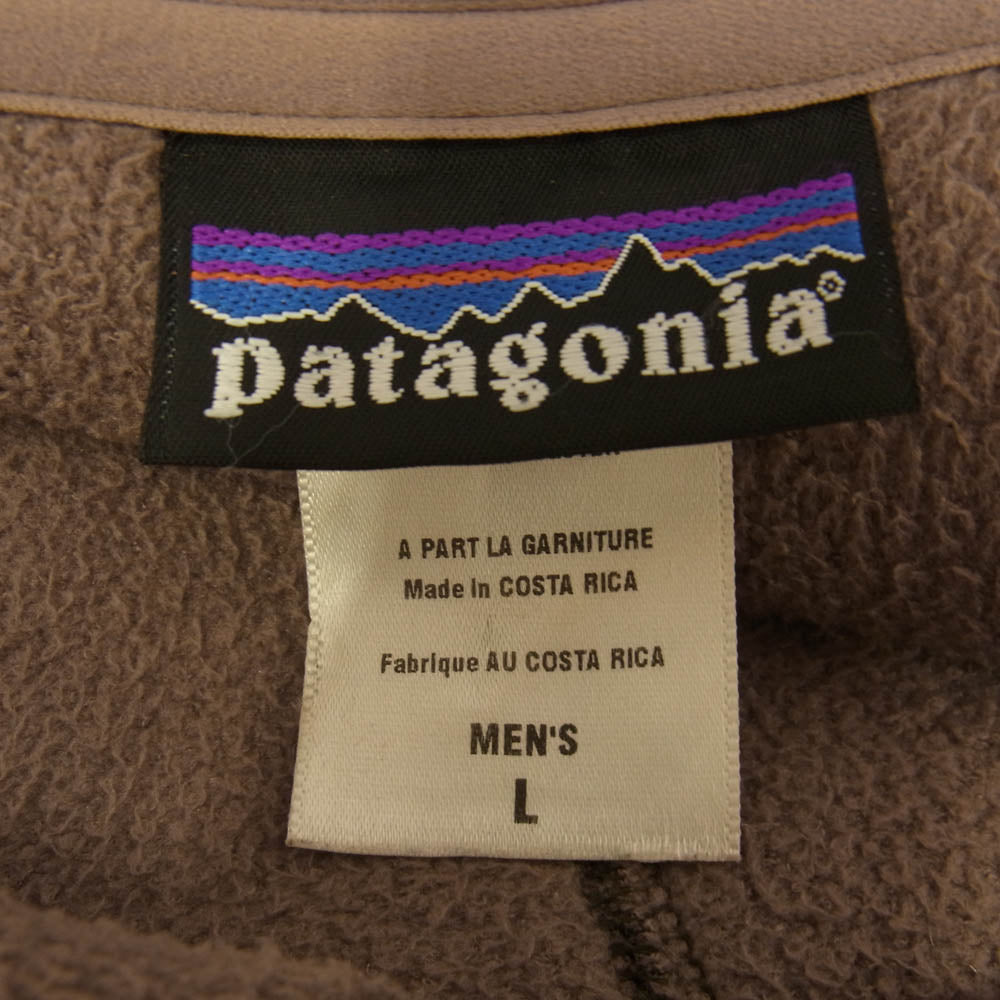 patagonia®
A PART LA GARNITURE
Made in COSTA RICA
Fabrique AU COSTA RICA
MEN'S
L